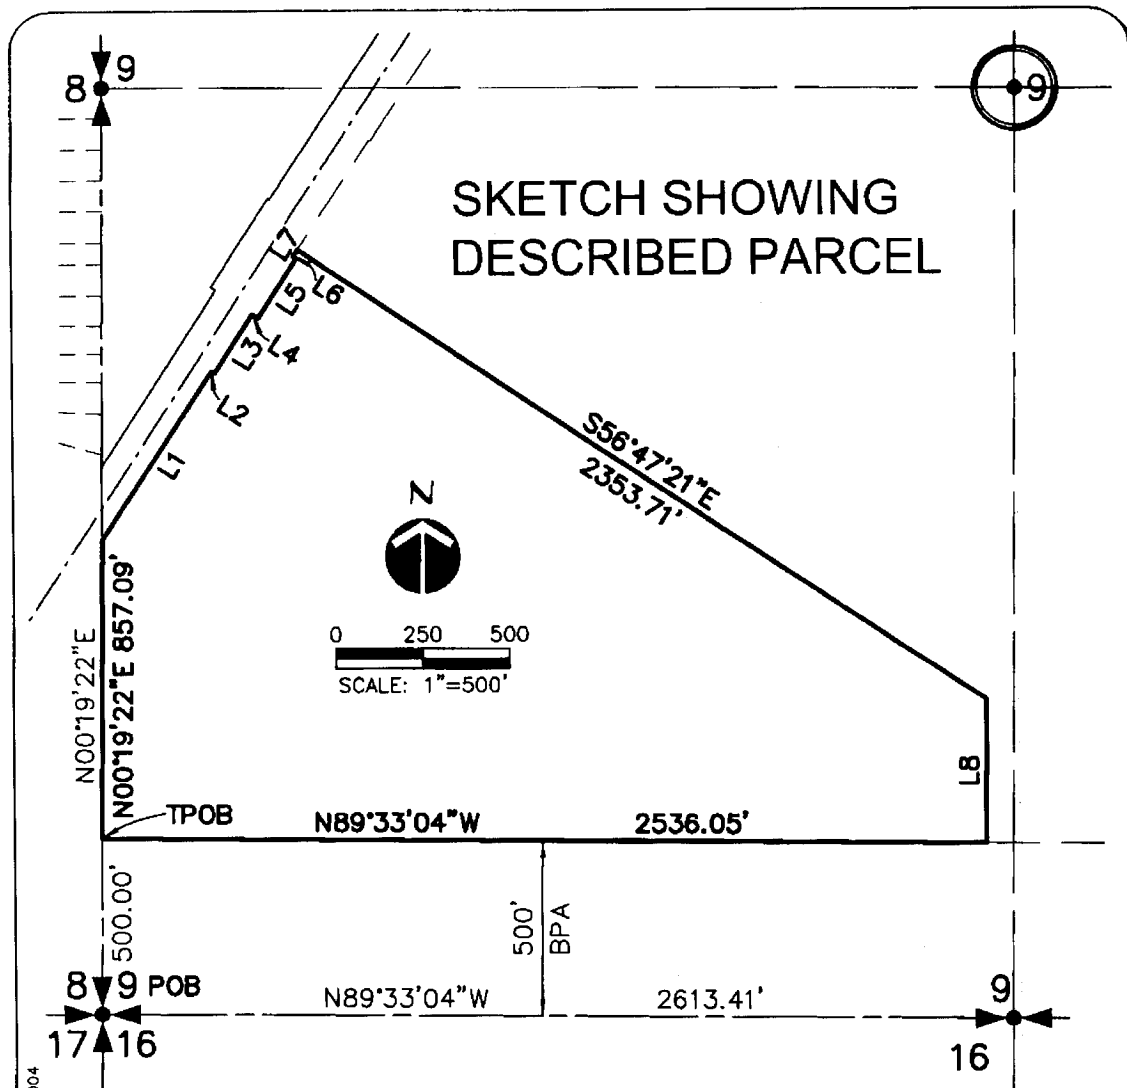 9
8
9
SKETCH SHOWING
DESCRIBED PARCEL
L7
L6
L5
L4
L3
L2
L1
S56°47'21"E
2353.71'
N
0 250 500
SCALE: 1"=500'
N00°19'22"E
N00°19'22"E 857.09'
L8
TPOB
N89°33'04"W 2536.05'
500.00'
500'
BPA
8 9 POB
N89°33'04"W 2613.41'
9
17 16
16
004